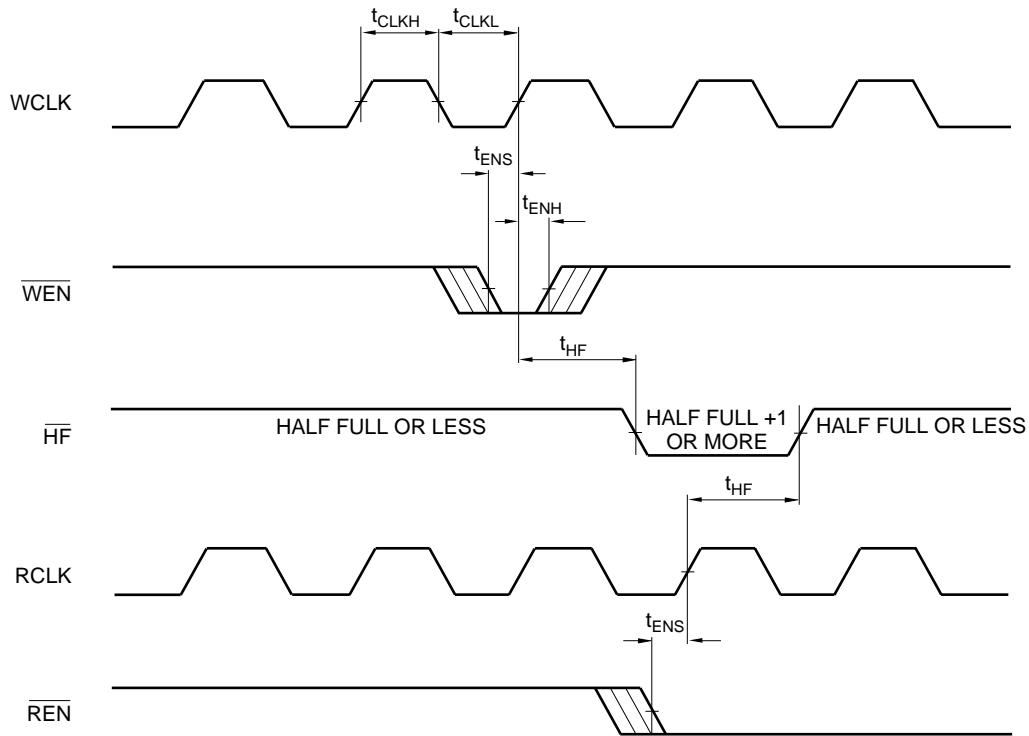 tCLKH tCLKL
WCLK
tENS
tENH
WEN
tHF
HF
HALF FULL OR LESS
HALF FULL +1
OR MORE
HALF FULL OR LESS
tHF
RCLK
tENS
REN